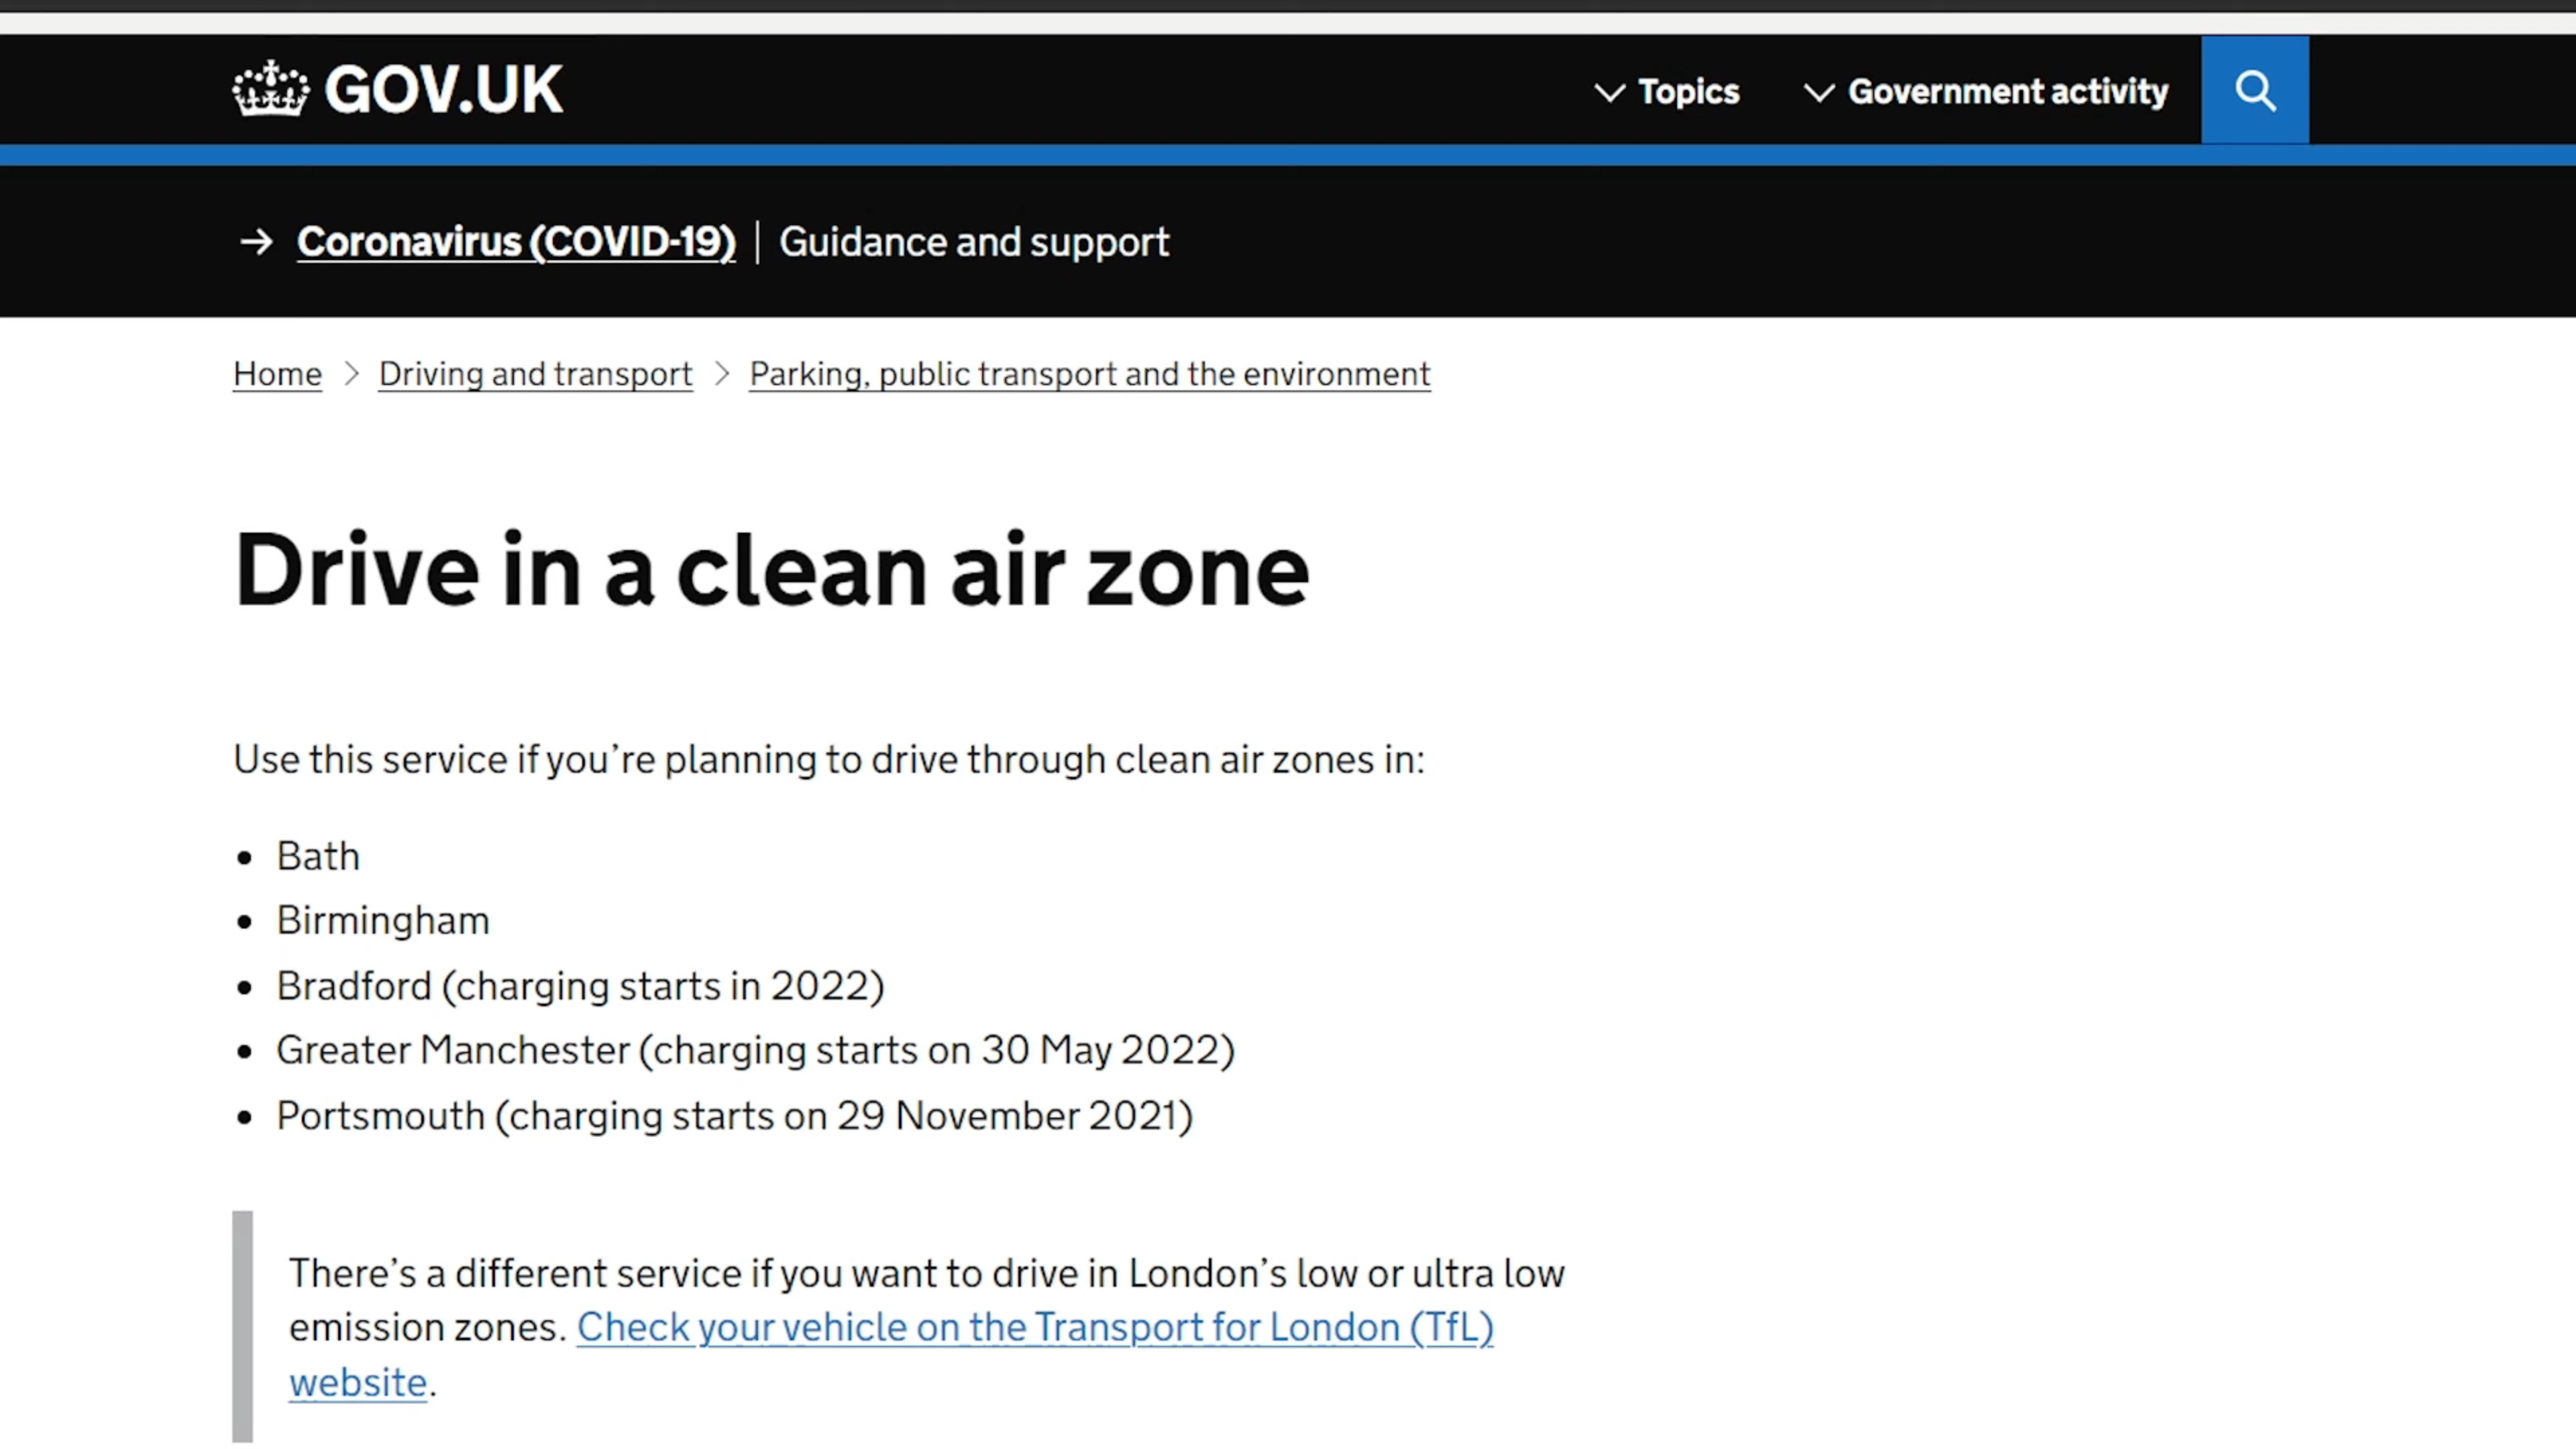 GOV.UK
Topics
Government activity
→ Coronavirus (COVID-19) | Guidance and support
Home > Driving and transport > Parking, public transport and the environment
Drive in a clean air zone
Use this service if you’re planning to drive through clean air zones in:
• Bath
• Birmingham
• Bradford (charging starts in 2022)
• Greater Manchester (charging starts on 30 May 2022)
• Portsmouth (charging starts on 29 November 2021)
There’s a different service if you want to drive in London’s low or ultra low
emission zones. Check your vehicle on the Transport for London (TfL)
website.